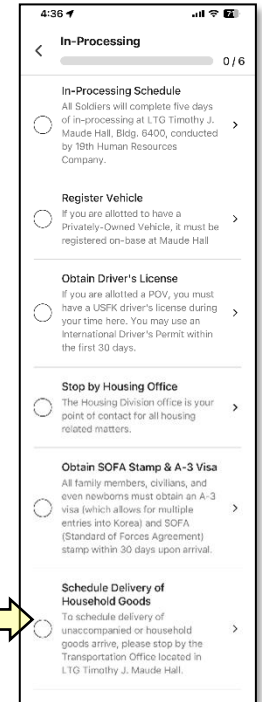 4:36
In-Processing
0/6
In-Processing Schedule
All Soldiers will complete five days
of in-processing at LTG Timothy J.
Maude Hall, Bldg. 6400, conducted
by 19th Human Resources
Company.
Register Vehicle
If you are allotted to have a
Privately-Owned Vehicle, it must be
registered on-base at Maude Hall
Obtain Driver's License
If you are allotted a POV, you must
have a USFK driver's license during
your time here. You may use an
International Driver's Permit within
the first 30 days.
Stop by Housing Office
The Housing Division office is your
point of contact for all housing
related matters.
Obtain SOFA Stamp & A-3 Visa
All family members, civilians, and
even newborns must obtain an A-3
visa (which allows for multiple
entries into Korea) and SOFA
(Standard of Forces Agreement)
stamp within 30 days upon arrival.
Schedule Delivery of
Household Goods
To schedule delivery of
unaccompanied or household
goods arrive, please stop by the
Transportation Office located in
LTG Timothy J. Maude Hall.